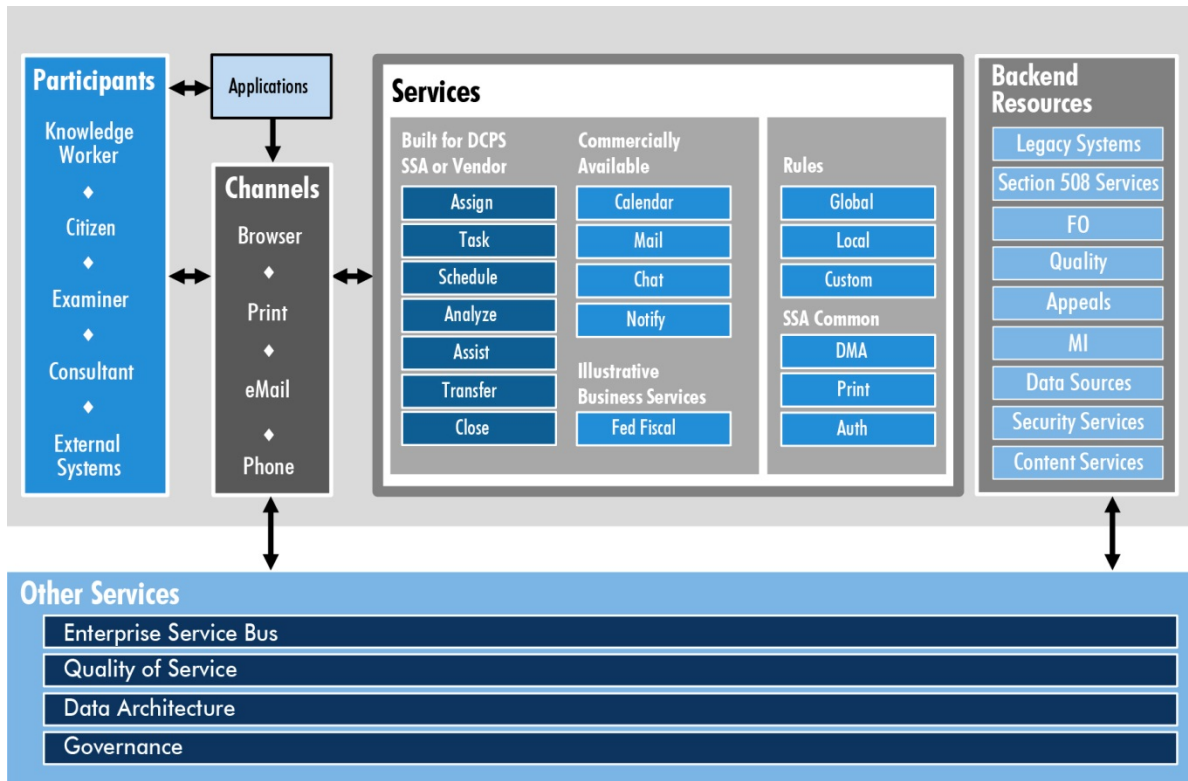 Participants
Knowledge
Worker
Citizen
Examiner
Consultant
External
Systems
Applications
Channels
Browser
Print
eMail
Phone
Services
Built for DCPS
SSA or Vendor
Assign
Task
Schedule
Analyze
Assist
Transfer
Close
Commercially
Available
Calendar
Mail
Chat
Notify
Illustrative
Business Services
Fed Fiscal
Rules
Global
Local
Custom
SSA Common
DMA
Print
Auth
Backend
Resources
Legacy Systems
Section 508 Services
FO
Quality
Appeals
MI
Data Sources
Security Services
Content Services
Other Services
Enterprise Service Bus
Quality of Service
Data Architecture
Governance